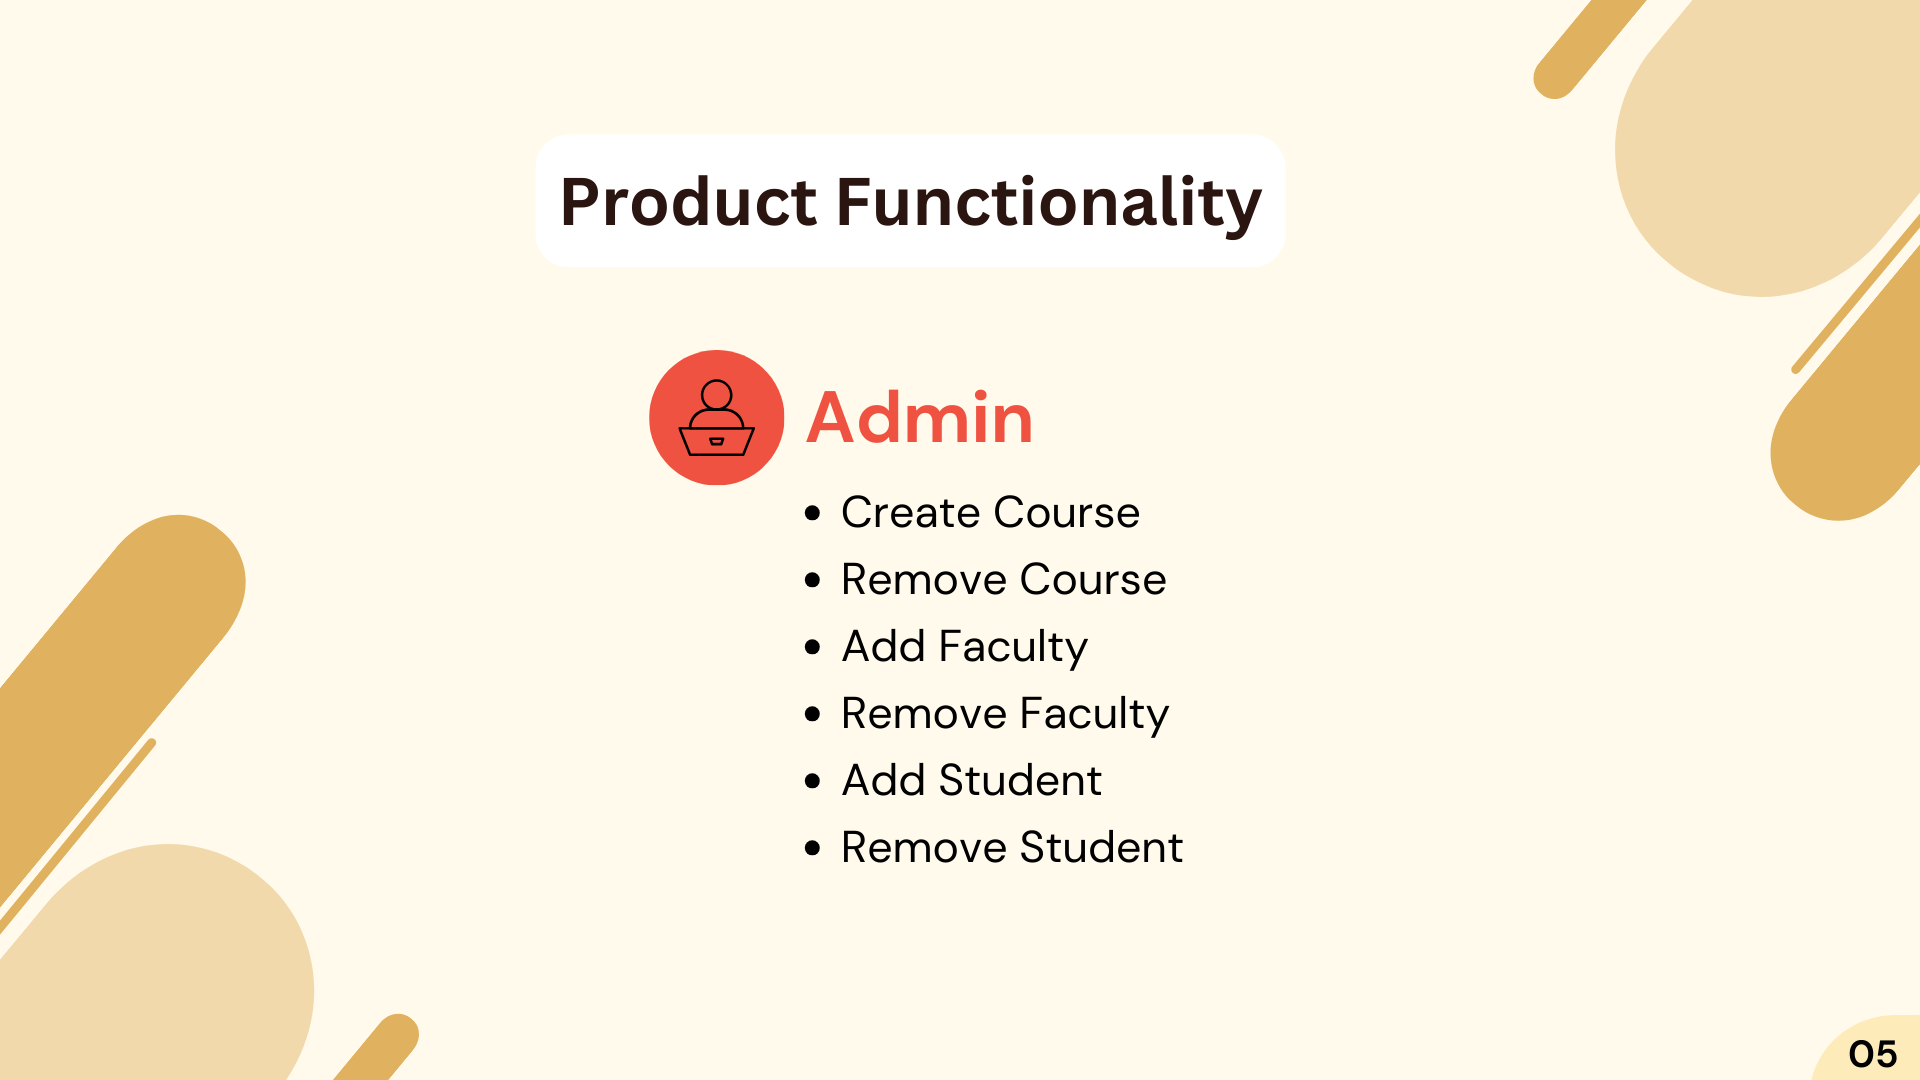 Product Functionality
Admin
• Create Course
• Remove Course
• Add Faculty
• Remove Faculty
• Add Student
• Remove Student
05